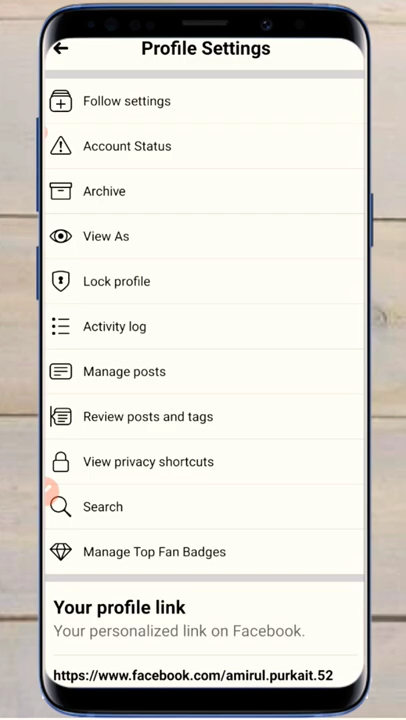 Profile Settings
Follow settings
Account Status
Archive
View As
Lock profile
Activity log
Manage posts
Review posts and tags
View privacy shortcuts
Search
Manage Top Fan Badges
Your profile link
Your personalized link on Facebook.
https://www.facebook.com/amirul.purkait.52